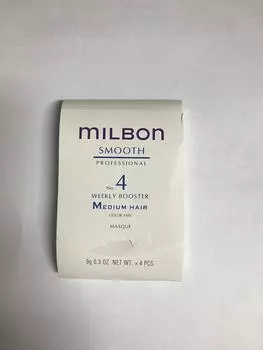 MILBON
SMOOTH
PROFESSIONAL
No. 4
WEEKLY BOOSTER
MEDIUM HAIR
COLOR SAFE
MASQUE
9g 0.3 OZ. NET WT. × 4 PCS